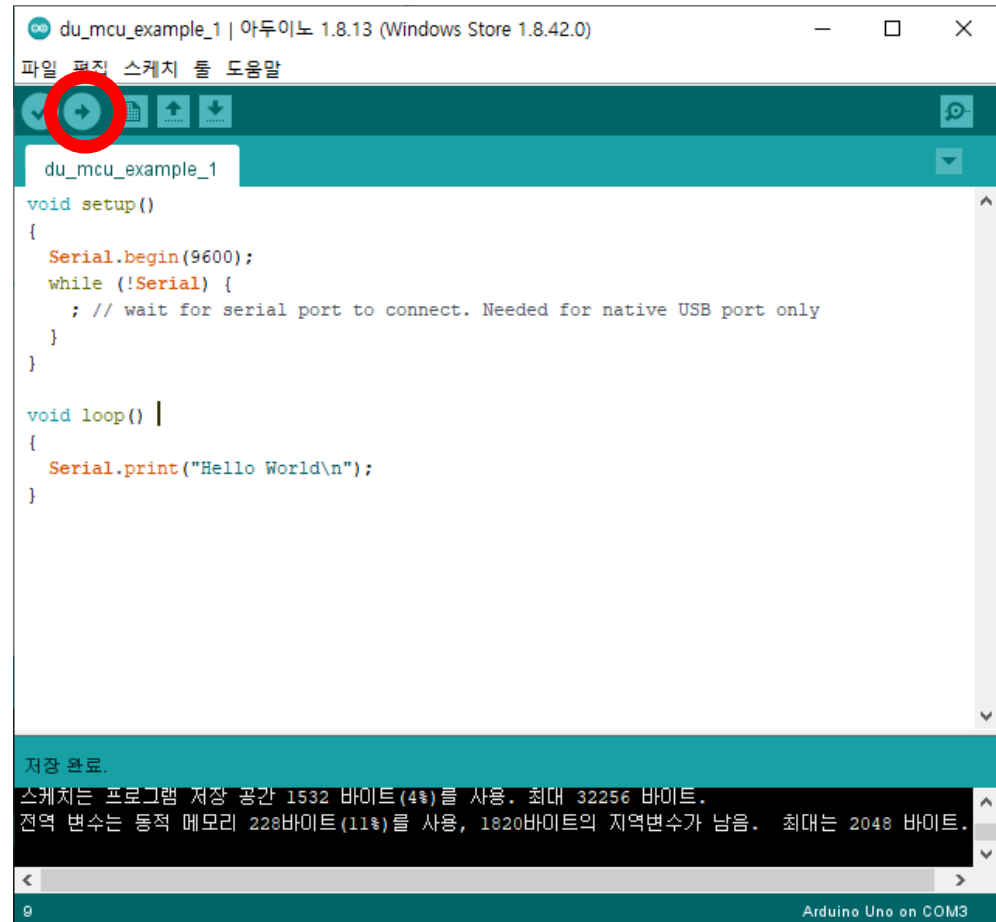 du_mcu_example_1 | 아두이노 1.8.13 (Windows Store 1.8.42.0)
파일 편집 스케치 툴 도움말
du_mcu_example_1
void setup()
{
  Serial.begin(9600);
  while (!Serial) {
    ; // wait for serial port to connect. Needed for native USB port only
  }
}
void loop()
{
  Serial.print("Hello World\n");
}
저장 완료.
스케치는 프로그램 저장 공간 1532 바이트(4%)를 사용. 최대 32256 바이트.
전역 변수는 동적 메모리 228바이트(11%)를 사용, 1820바이트의 지역변수가 남음.  최대는 2048 바이트.
9
Arduino Uno on COM3